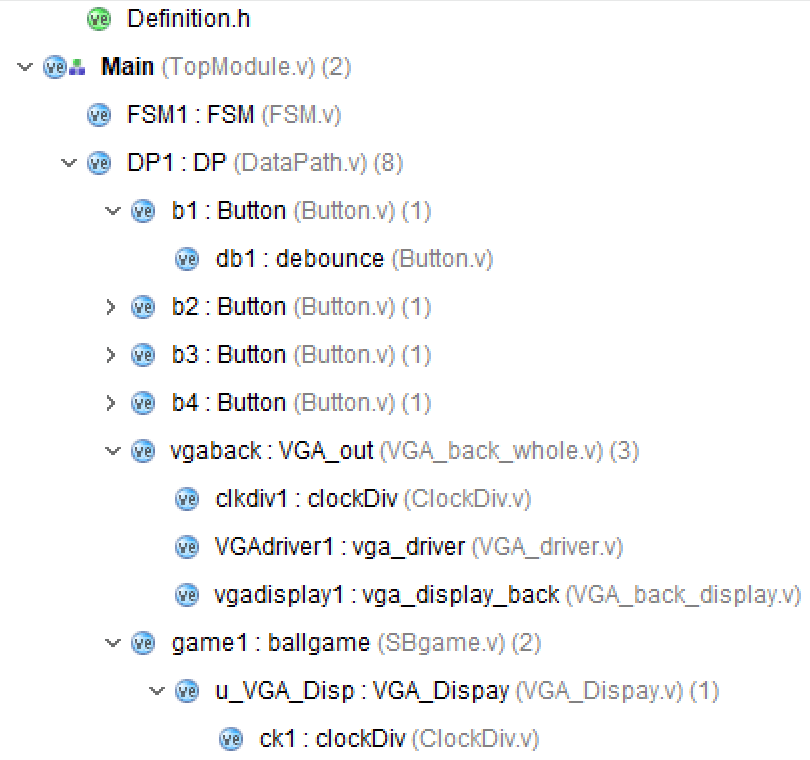 Definition.h
Main (TopModule.v) (2)
FSM1 : FSM (FSM.v)
DP1 : DP (DataPath.v) (8)
b1 : Button (Button.v) (1)
db1 : debounce (Button.v)
b2 : Button (Button.v) (1)
b3 : Button (Button.v) (1)
b4 : Button (Button.v) (1)
vgaback : VGA_out (VGA_back_whole.v) (3)
clkdiv1 : clockDiv (ClockDiv.v)
VGAdriver1 : vga_driver (VGA_driver.v)
vgadisplay1 : vga_display_back (VGA_back_display.v)
game1 : ballgame (SBgame.v) (2)
u_VGA_Disp : VGA_Dispay (VGA_Dispay.v) (1)
ck1 : clockDiv (ClockDiv.v)